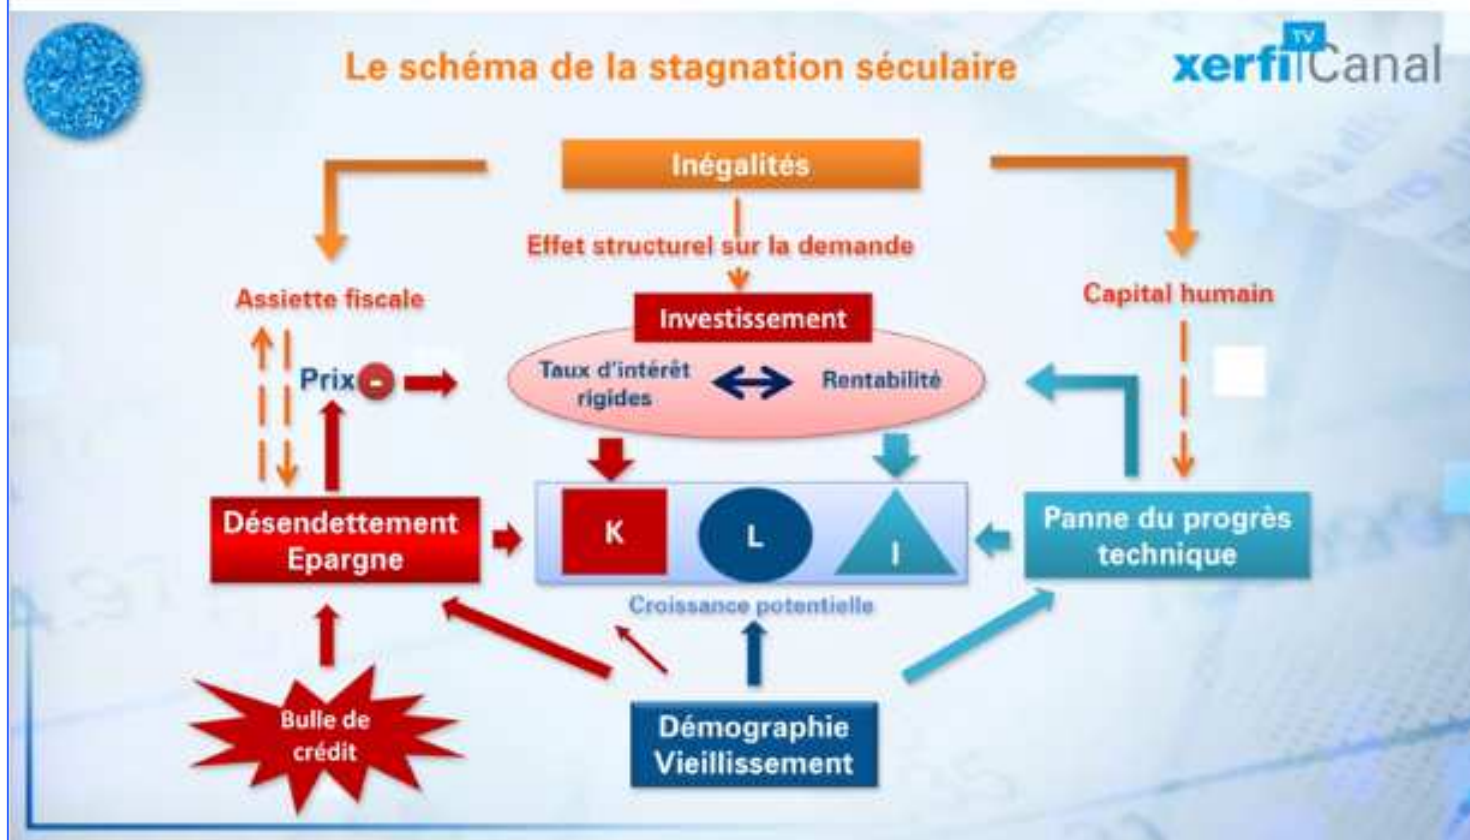 Le schéma de la stagnation séculaire
xerfi TV Canal
Inégalités
Effet structurel sur la demande
Assiette fiscale
Capital humain
Investissement
Prix -
Taux d'intérêt
rigides
Rentabilité
Désendettement
Epargne
K
L
I
Panne du progrès
technique
Croissance potentielle
Bulle de
crédit
Démographie
Vieillissement